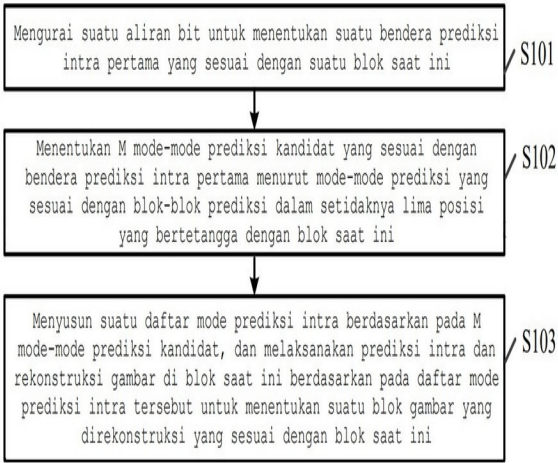 Mengurai suatu aliran bit untuk menentukan suatu bendera prediksi
intra pertama yang sesuai dengan suatu blok saat ini
S101
Menentukan M mode-mode prediksi kandidat yang sesuai dengan
bendera prediksi intra pertama menurut mode-mode prediksi yang
sesuai dengan blok-blok prediksi dalam setidaknya lima posisi
yang bertetangga dengan blok saat ini
S102
Menyusun suatu daftar mode prediksi intra berdasarkan pada M
mode-mode prediksi kandidat, dan melaksanakan prediksi intra dan
rekonstruksi gambar di blok saat ini berdasarkan pada daftar mode
prediksi intra tersebut untuk menentukan suatu blok gambar yang
direkonstruksi yang sesuai dengan blok saat ini
S103